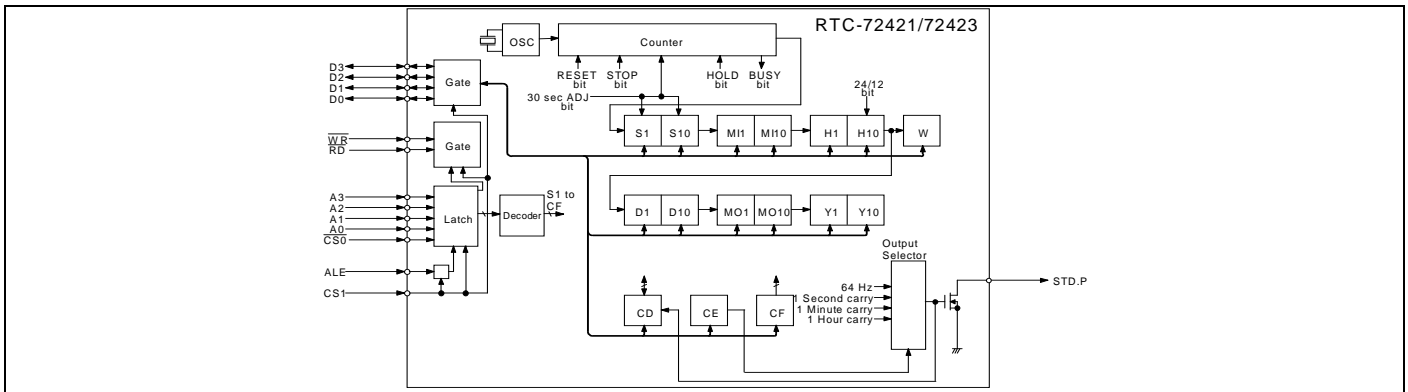 RTC-72421/72423
OSC
Counter
D3
D2
D1
D0
Gate
RESET
bit
STOP
bit
HOLD
bit
BUSY
bit
30 sec ADJ
bit
24/12
bit
S1
S10
MI1
MI10
H1
H10
W
WR
RD
Gate
A3
A2
A1
A0
CS0
Latch
Decoder
S1 to
CF
D1
D10
MO1
MO10
Y1
Y10
ALE
CS1
Output
Selector
64 Hz
1 Second carry
1 Minute carry
1 Hour carry
CD
CE
CF
STD.P